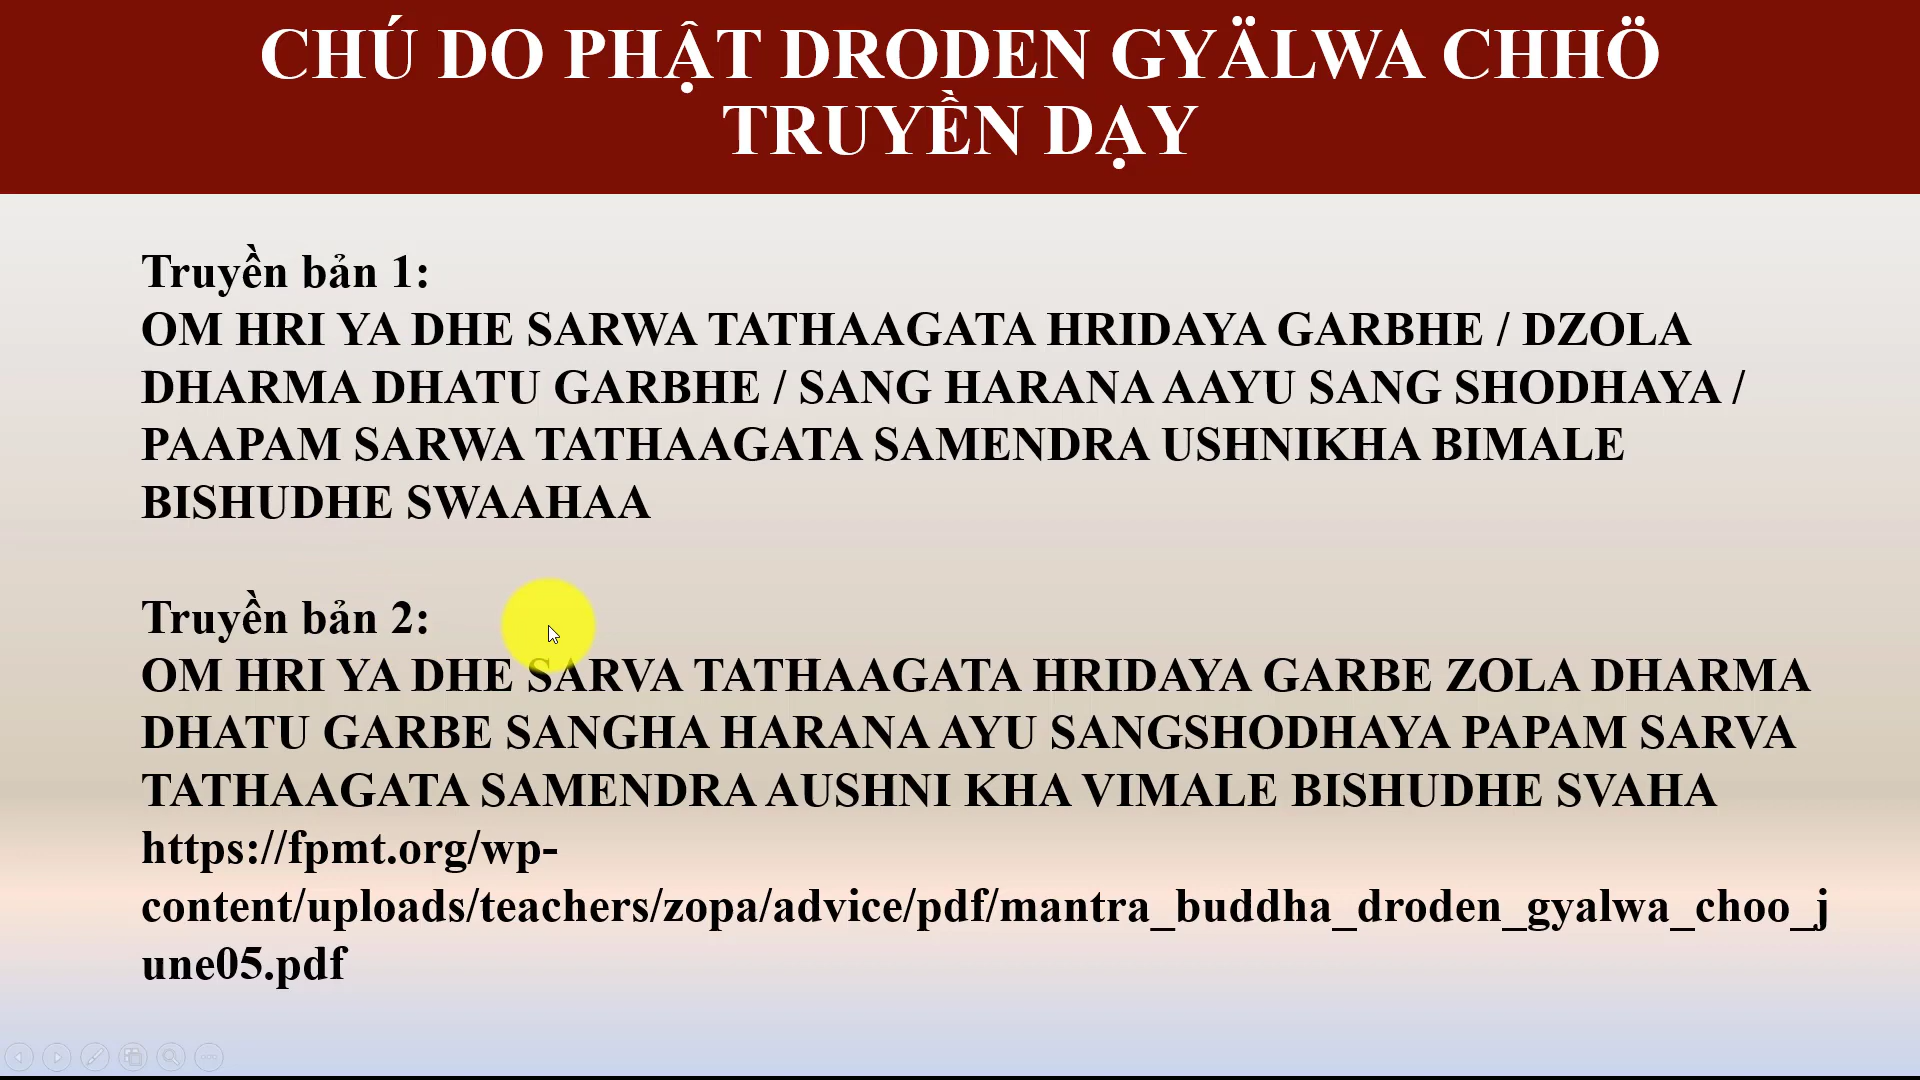 CHÚ DO PHẬT DRODEN GYÄLWA CHHÖ
TRUYỀN DẠY
Truyền bản 1:
OM HRI YA DHE SARWA TATHAAGATA HRIDAYA GARBHE / DZOLA
DHARMA DHATU GARBHE / SANG HARANA AAYU SANG SHODHAYA /
PAAPAM SARWA TATHAAGATA SAMENDRA USHNIKHA BIMALE
BISHUDHE SWAAHAA
Truyền bản 2:
OM HRI YA DHE SARVA TATHAAGATA HRIDAYA GARBE ZOLA DHARMA
DHATU GARBE SANGHA HARANA AYU SANGSHODHAYA PAPAM SARVA
TATHAAGATA SAMENDRA AUSHNI KHA VIMALE BISHUDHE SVAHA
https://fpmt.org/wp-
content/uploads/teachers/zopa/advice/pdf/mantra_buddha_droden_gyalwa_choo_j
une05.pdf